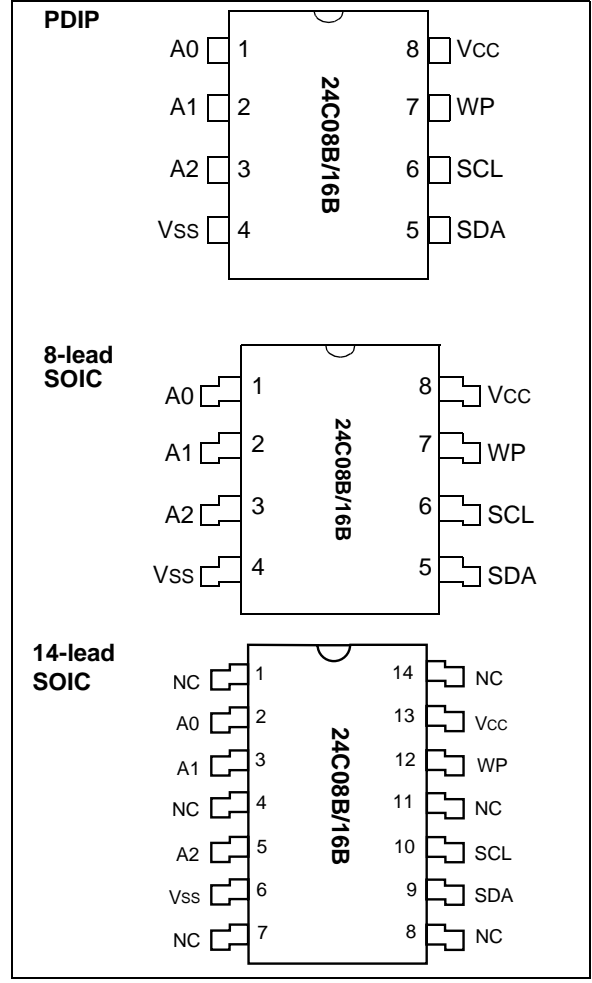 PDIP
A0 1 8 VCC
A1 2 7 WP
A2 3 6 SCL
VSS 4 5 SDA
24C08B/16B
8-lead
SOIC
A0 1 8 VCC
A1 2 7 WP
A2 3 6 SCL
VSS 4 5 SDA
24C08B/16B
14-lead
SOIC
NC 1 14 NC
A0 2 13 VCC
A1 3 12 WP
NC 4 11 NC
A2 5 10 SCL
VSS 6 9 SDA
NC 7 8 NC
24C08B/16B